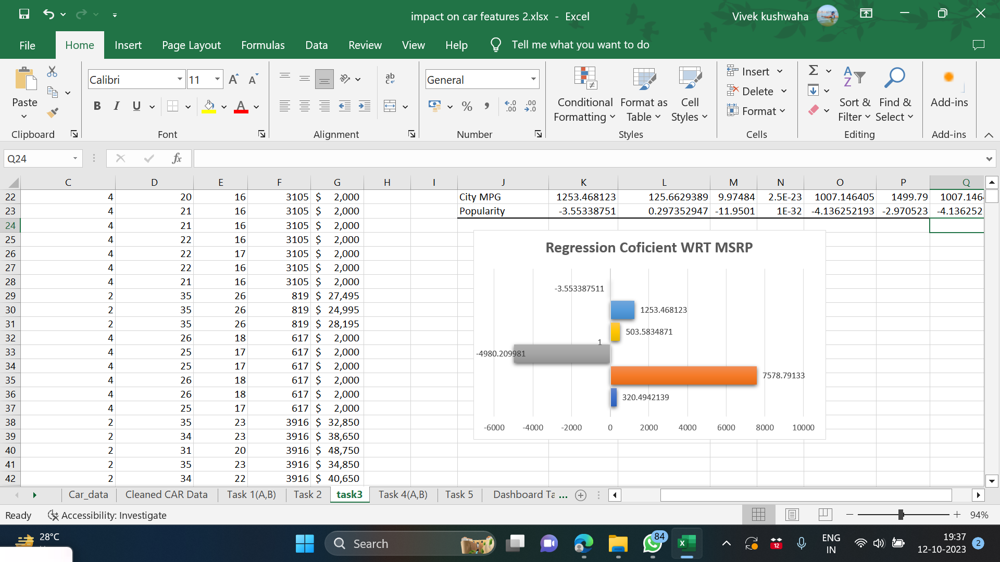 impact on car features 2.xlsx - Excel
Vivek kushwaha
File Home Insert Page Layout Formulas Data Review View Help Tell me what you want to do
Paste
Clipboard
Calibri 11 A A
B I U A
Font
ab c
Alignment
General
% , .0 .00 .00 .0
Number
Conditional Formatting
Format as Table
Cell Styles
Styles
Insert
Delete
Format
Cells
Σ A Z
Sort & Filter
Find & Select
Editing
Add-ins
Add-ins
Q24 fx
C D E F G H I J K L M N O P Q
22 4 20 16 3105 $ 2,000 City MPG 1253.468123 125.6629389 9.97484 2.5E-23 1007.146405 1499.79 1007.146
23 4 21 16 3105 $ 2,000 Popularity -3.55338751 0.297352947 -11.9501 1E-32 -4.136252193 -2.970523 -4.136252
24 4 21 16 3105 $ 2,000
25 4 22 16 3105 $ 2,000
26 4 22 17 3105 $ 2,000
27 4 22 16 3105 $ 2,000
28 4 21 16 3105 $ 2,000
29 2 35 26 819 $ 27,495
30 2 35 26 819 $ 24,995
31 2 35 26 819 $ 28,195
32 4 26 18 617 $ 2,000
33 4 25 17 617 $ 2,000
34 4 25 17 617 $ 2,000
35 4 26 18 617 $ 2,000
36 4 26 18 617 $ 2,000
37 4 25 17 617 $ 2,000
38 2 35 23 3916 $ 32,850
39 2 34 23 3916 $ 38,650
40 2 31 20 3916 $ 48,750
41 2 35 23 3916 $ 34,850
42 2 34 22 3916 $ 40,650
Regression Coficient WRT MSRP
-3.553387511
1253.468123
503.5834871
1
-4980.209981
7578.79133
320.4942139
-6000 -4000 -2000 0 2000 4000 6000 8000 10000
Car_data Cleaned CAR Data Task 1(A,B) Task 2 task3 Task 4(A,B) Task 5 Dashboard Ta ...
Ready Accessibility: Investigate 94%
28°C
Search
84
12
ENG
IN
19:37
12-10-2023
2